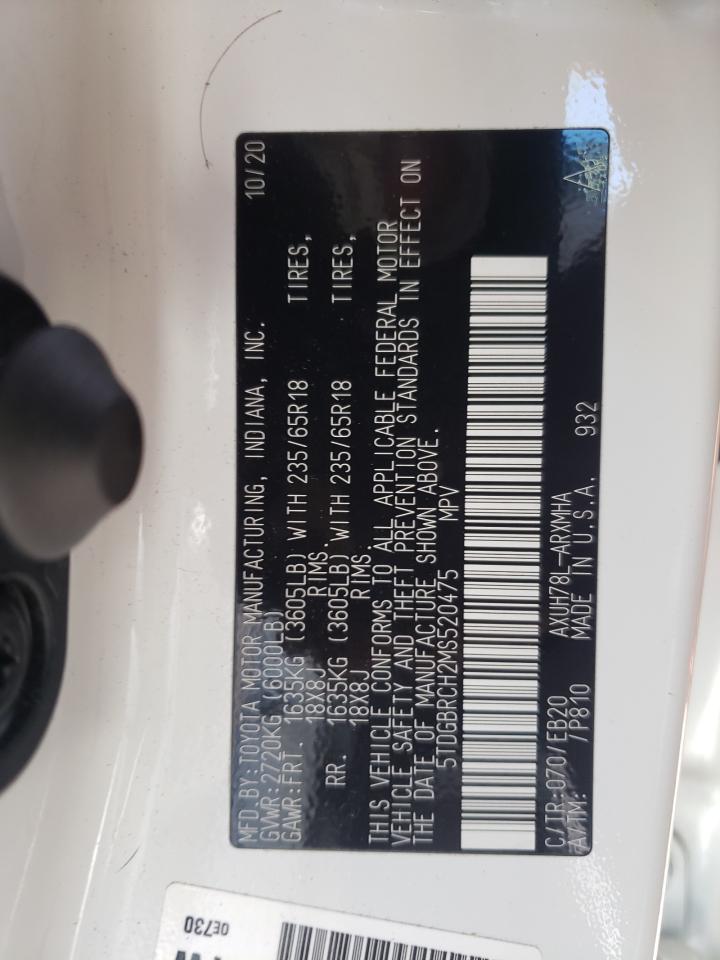 MFD BY:TOYOTA MOTOR MANUFACTURING, INDIANA, INC. 10/20
GVWR:2720KG (6000LB)
GAWR:FRT. 1635KG (3605LB) WITH 235/65R18 TIRES,
18X8J RIMS.
RR. 1635KG (3605LB) WITH 235/65R18 TIRES,
18X8J RIMS.
THIS VEHICLE CONFORMS TO ALL APPLICABLE FEDERAL MOTOR
VEHICLE SAFETY AND THEFT PREVENTION STANDARDS IN EFFECT ON
THE DATE OF MANUFACTURE SHOWN ABOVE.
5TDGBRCH2MS520475 MPV
C/TR:070/EB20 AXUH78L-ARXMHA
A/TM: /P810 MADE IN U.S.A. 932
0E730